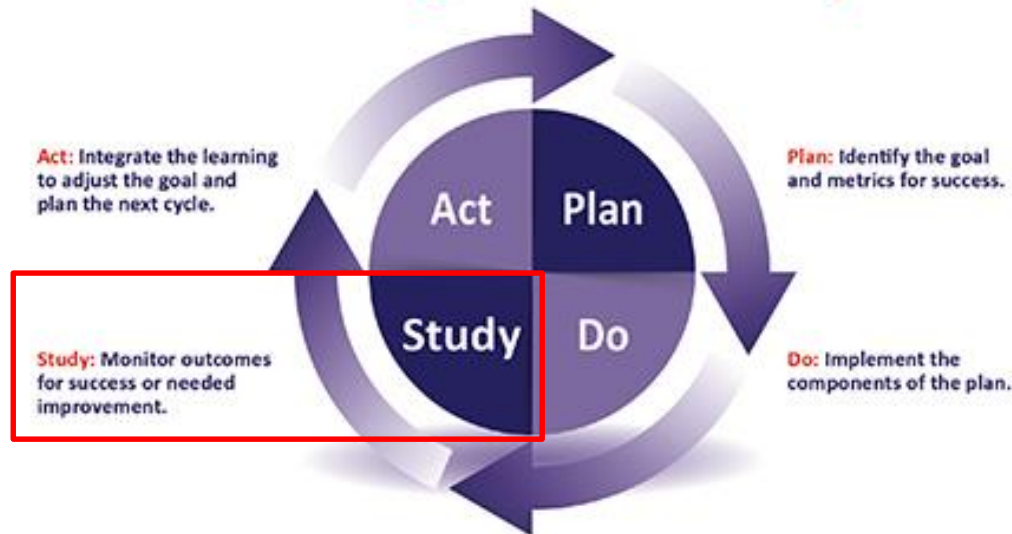 Act: Integrate the learning
to adjust the goal and
plan the next cycle.
Act
Plan
Plan: Identify the goal
and metrics for success.
Study: Monitor outcomes
for success or needed
improvement.
Study
Do
Do: Implement the
components of the plan.